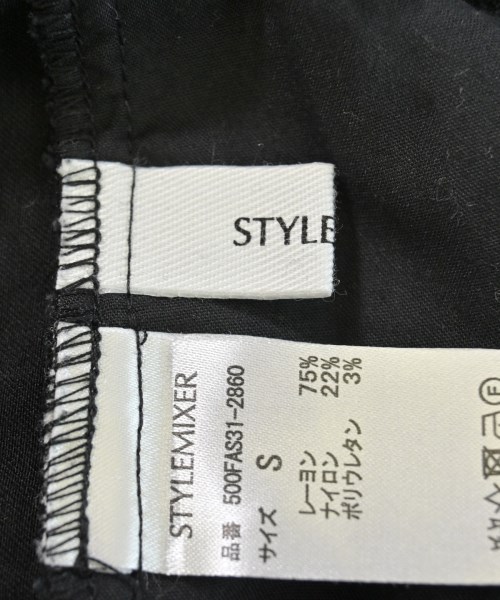 STYLE
STYLEMIXER
品番 500FAS31-2860
サイズ S
レーヨン 75%
ナイロン 22%
ポリウレタン 3%